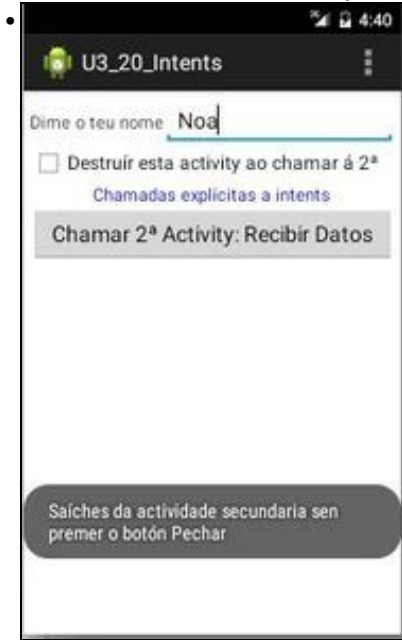 4:40
U3_20_Intents
Dime o teu nome Noa
Destruír esta activity ao chamar á 2ª
Chamadas explícitas a intents
Chamar 2ª Activity: Recibir Datos
Saíches da actividade secundaria sen
premer o botón Pechar